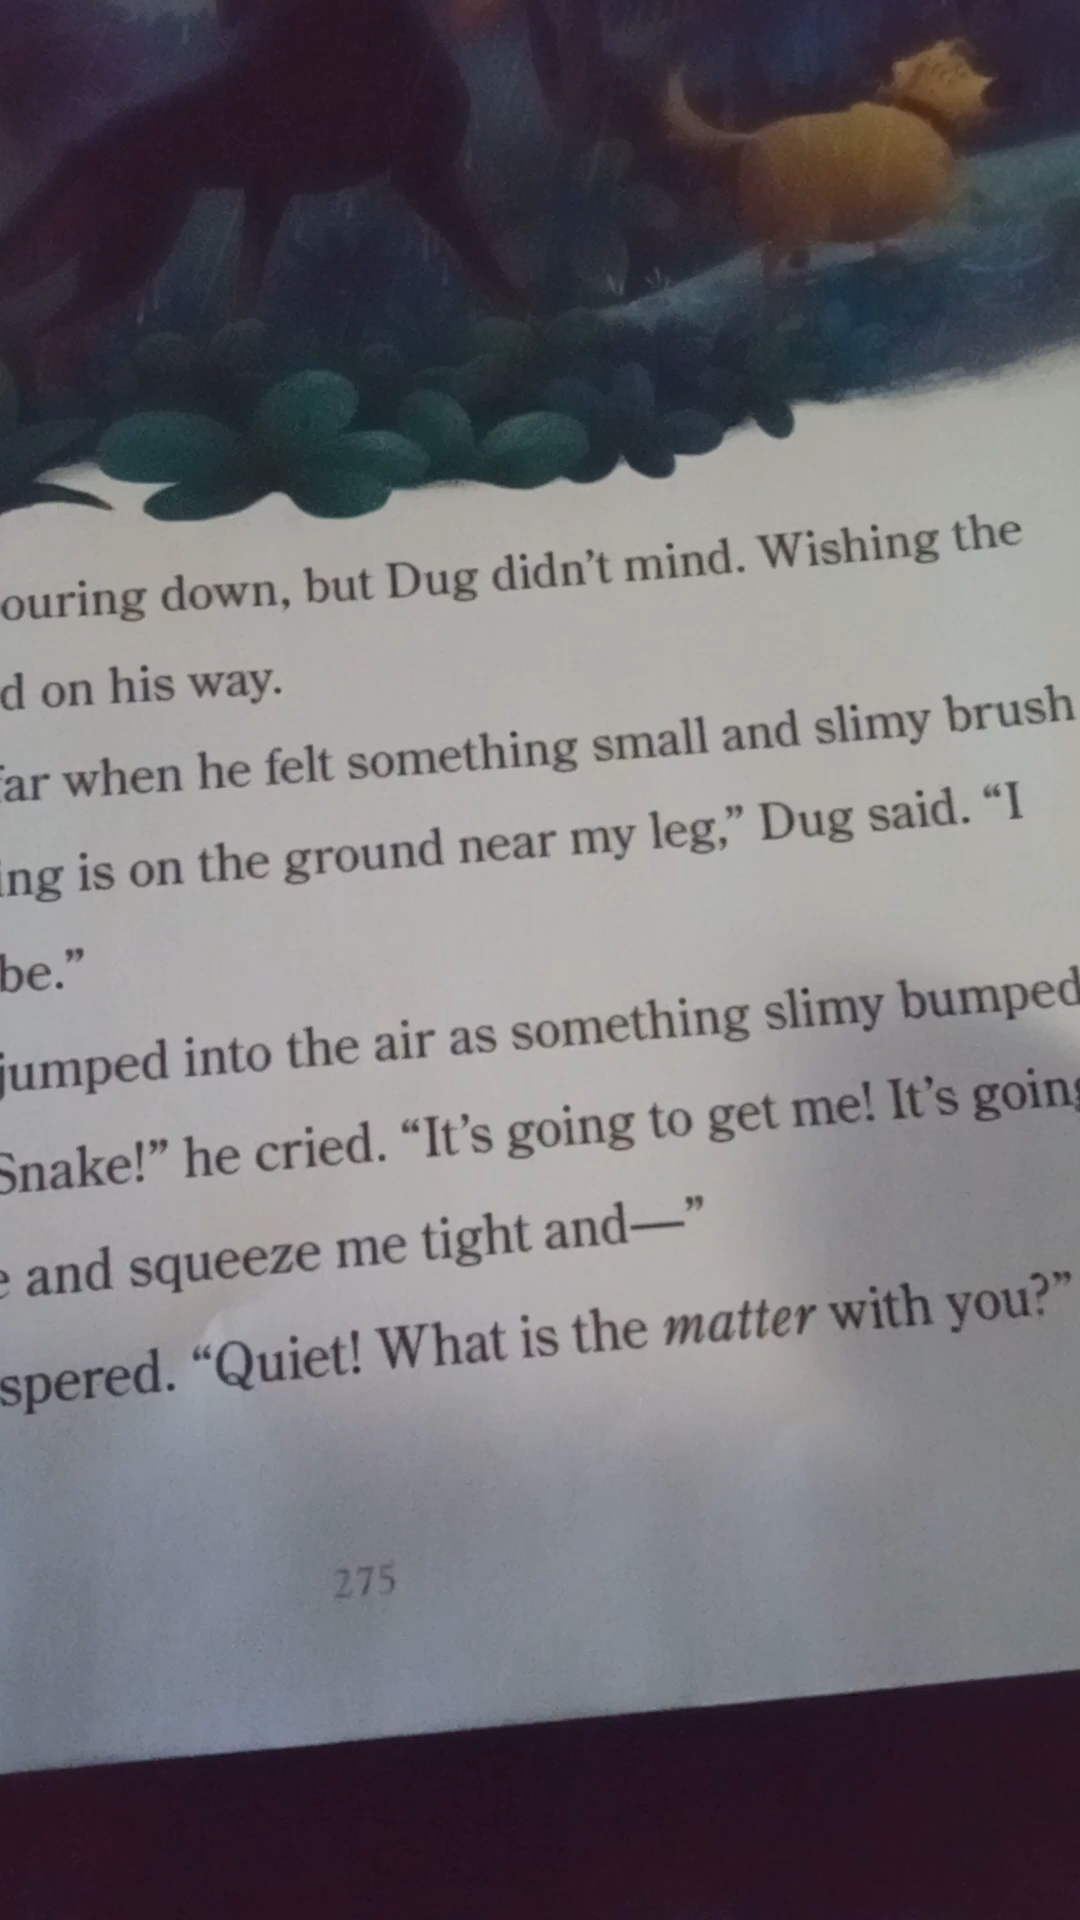 ouring down, but Dug didn’t mind. Wishing the
d on his way.
far when he felt something small and slimy brush
ing is on the ground near my leg,” Dug said. “I
be.”
jumped into the air as something slimy bumped
Snake!” he cried. “It’s going to get me! It’s going
e and squeeze me tight and—”
spered. “Quiet! What is the matter with you?”
275